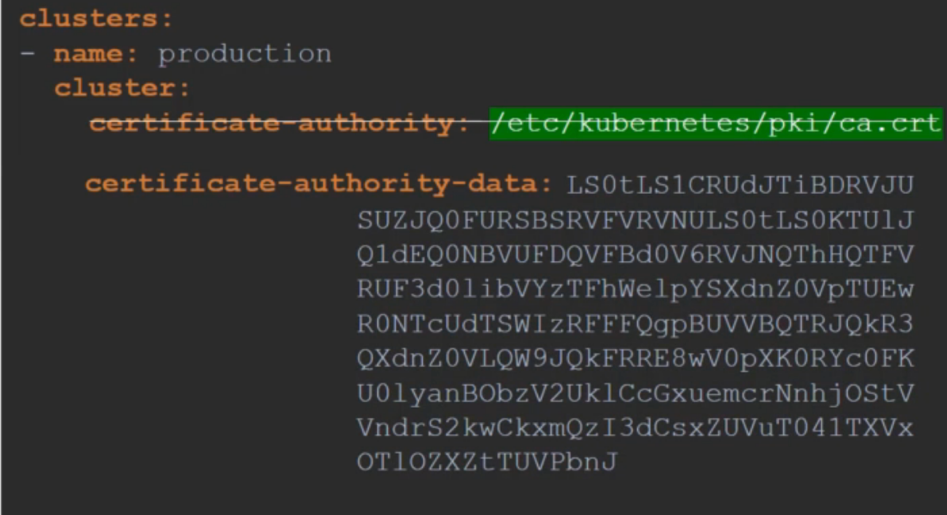 clusters:
- name: production
cluster:
certificate-authority: /etc/kubernetes/pki/ca.crt
certificate-authority-data: LS0tLS1CRUdJTiBDRVJU
SUZJQ0FURSBSRVFVRVNULS0tLS0KTUlJ
Q1dEQ0NBVUFDQVFBd0V6RVJNQThHQTFV
RUF3d0libVYzTFhWelpYSXdnZ0VpTUEw
R0NTcUdTSWIzRFFFQgpBUVVBQTRJQkR3
QXdnZ0VLQW9JQkFRRE8wV0pXK0RYc0FK
U0lyanBObzV2UklCcGxuemcrNnhjOStV
VndrS2kwCkxmQzI3dCsxZUVuT041TXVx
OTlOZXZtTUVPbnJ